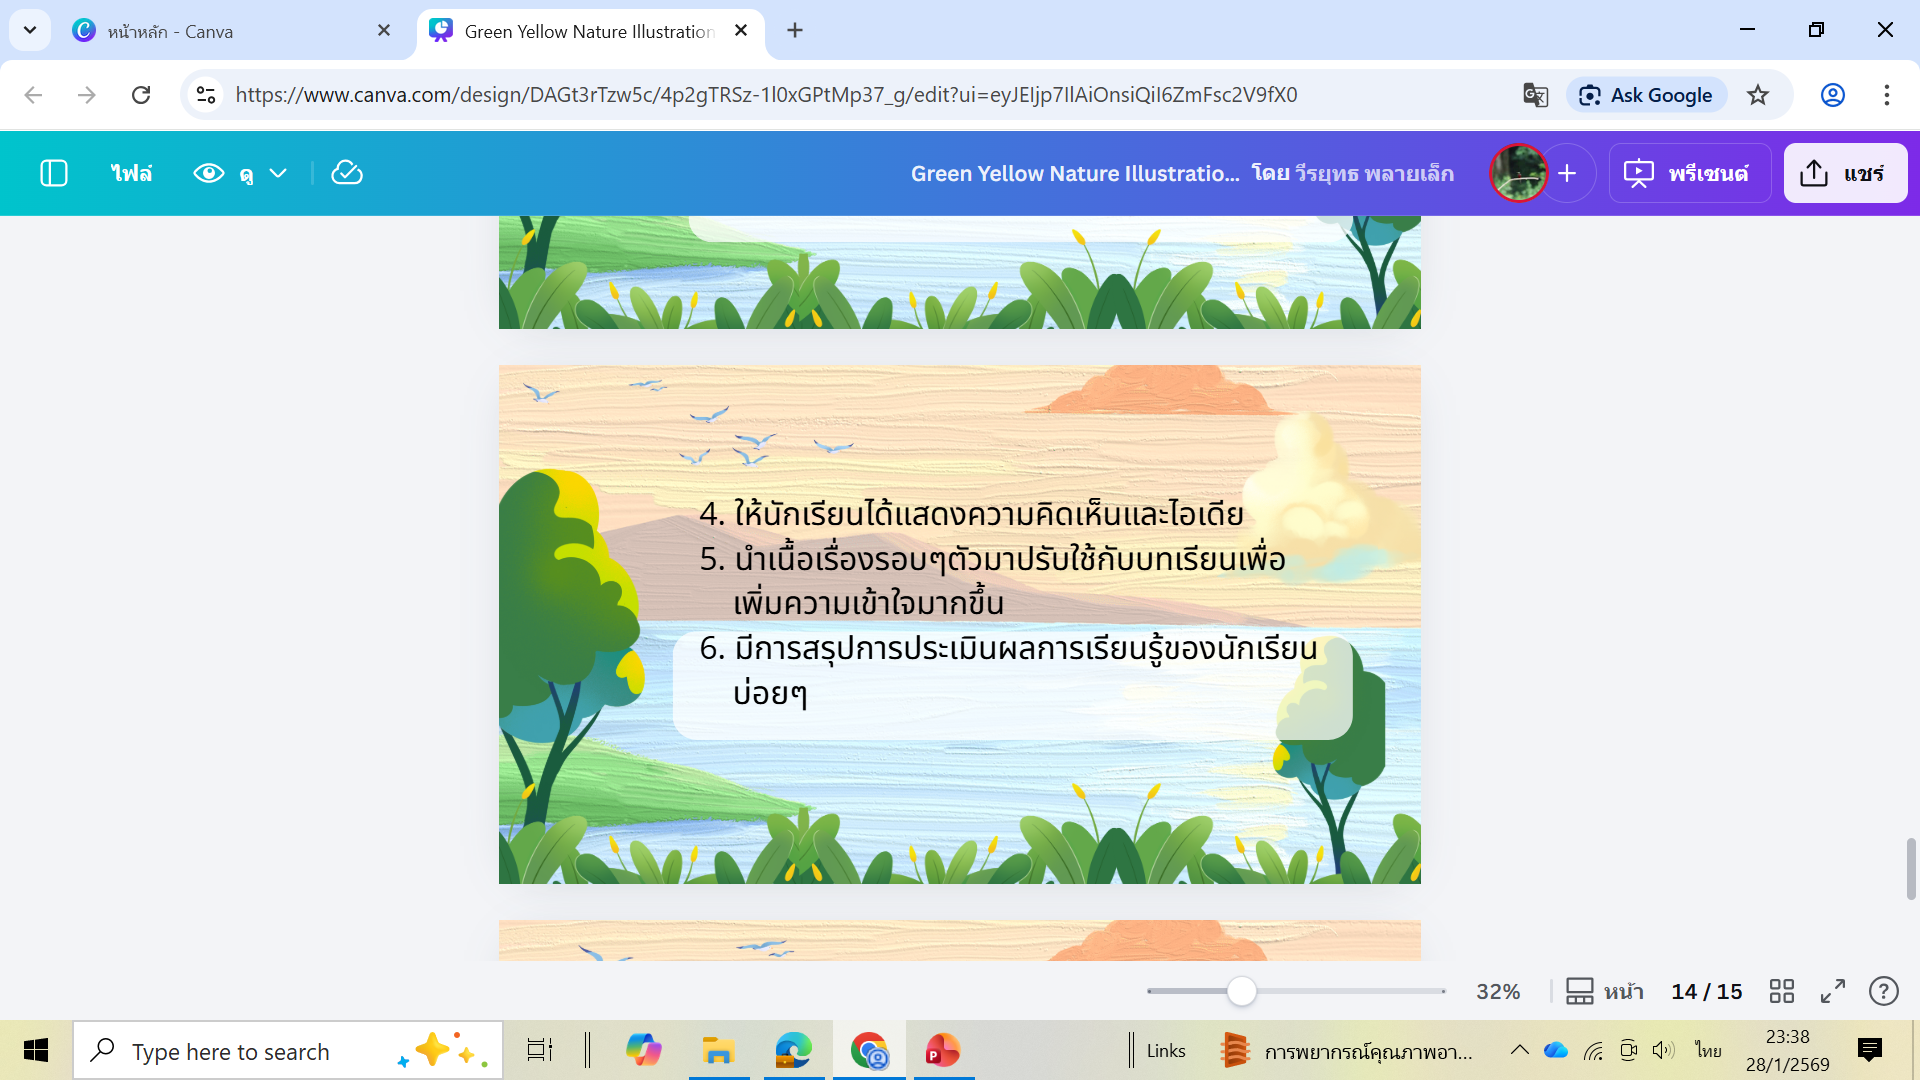 หน้าหลัก - Canva
Green Yellow Nature Illustration
https://www.canva.com/design/DAGt3rTzw5c/4p2gTRSz-1l0xGPtMp37_g/edit?ui=eyJEIjp7IlAiOnsiQiI6ZmFsc2V9fX0
Ask Google
ไฟล์
ดู
Green Yellow Nature Illustratio... โดย วีรยุทธ พลายเล็ก
พรีเซนต์
แชร์
4. ให้นักเรียนได้แสดงความคิดเห็นและไอเดีย
5. นำเนื้อเรื่องรอบๆตัวมาปรับใช้กับบทเรียนเพื่อ
เพิ่มความเข้าใจมากขึ้น
6. มีการสรุปการประเมินผลการเรียนรู้ของนักเรียน
บ่อยๆ
32%
หน้า
14 / 15
Type here to search
Links
การพยากรณ์คุณภาพอา...
ไทย
23:38
28/1/2569